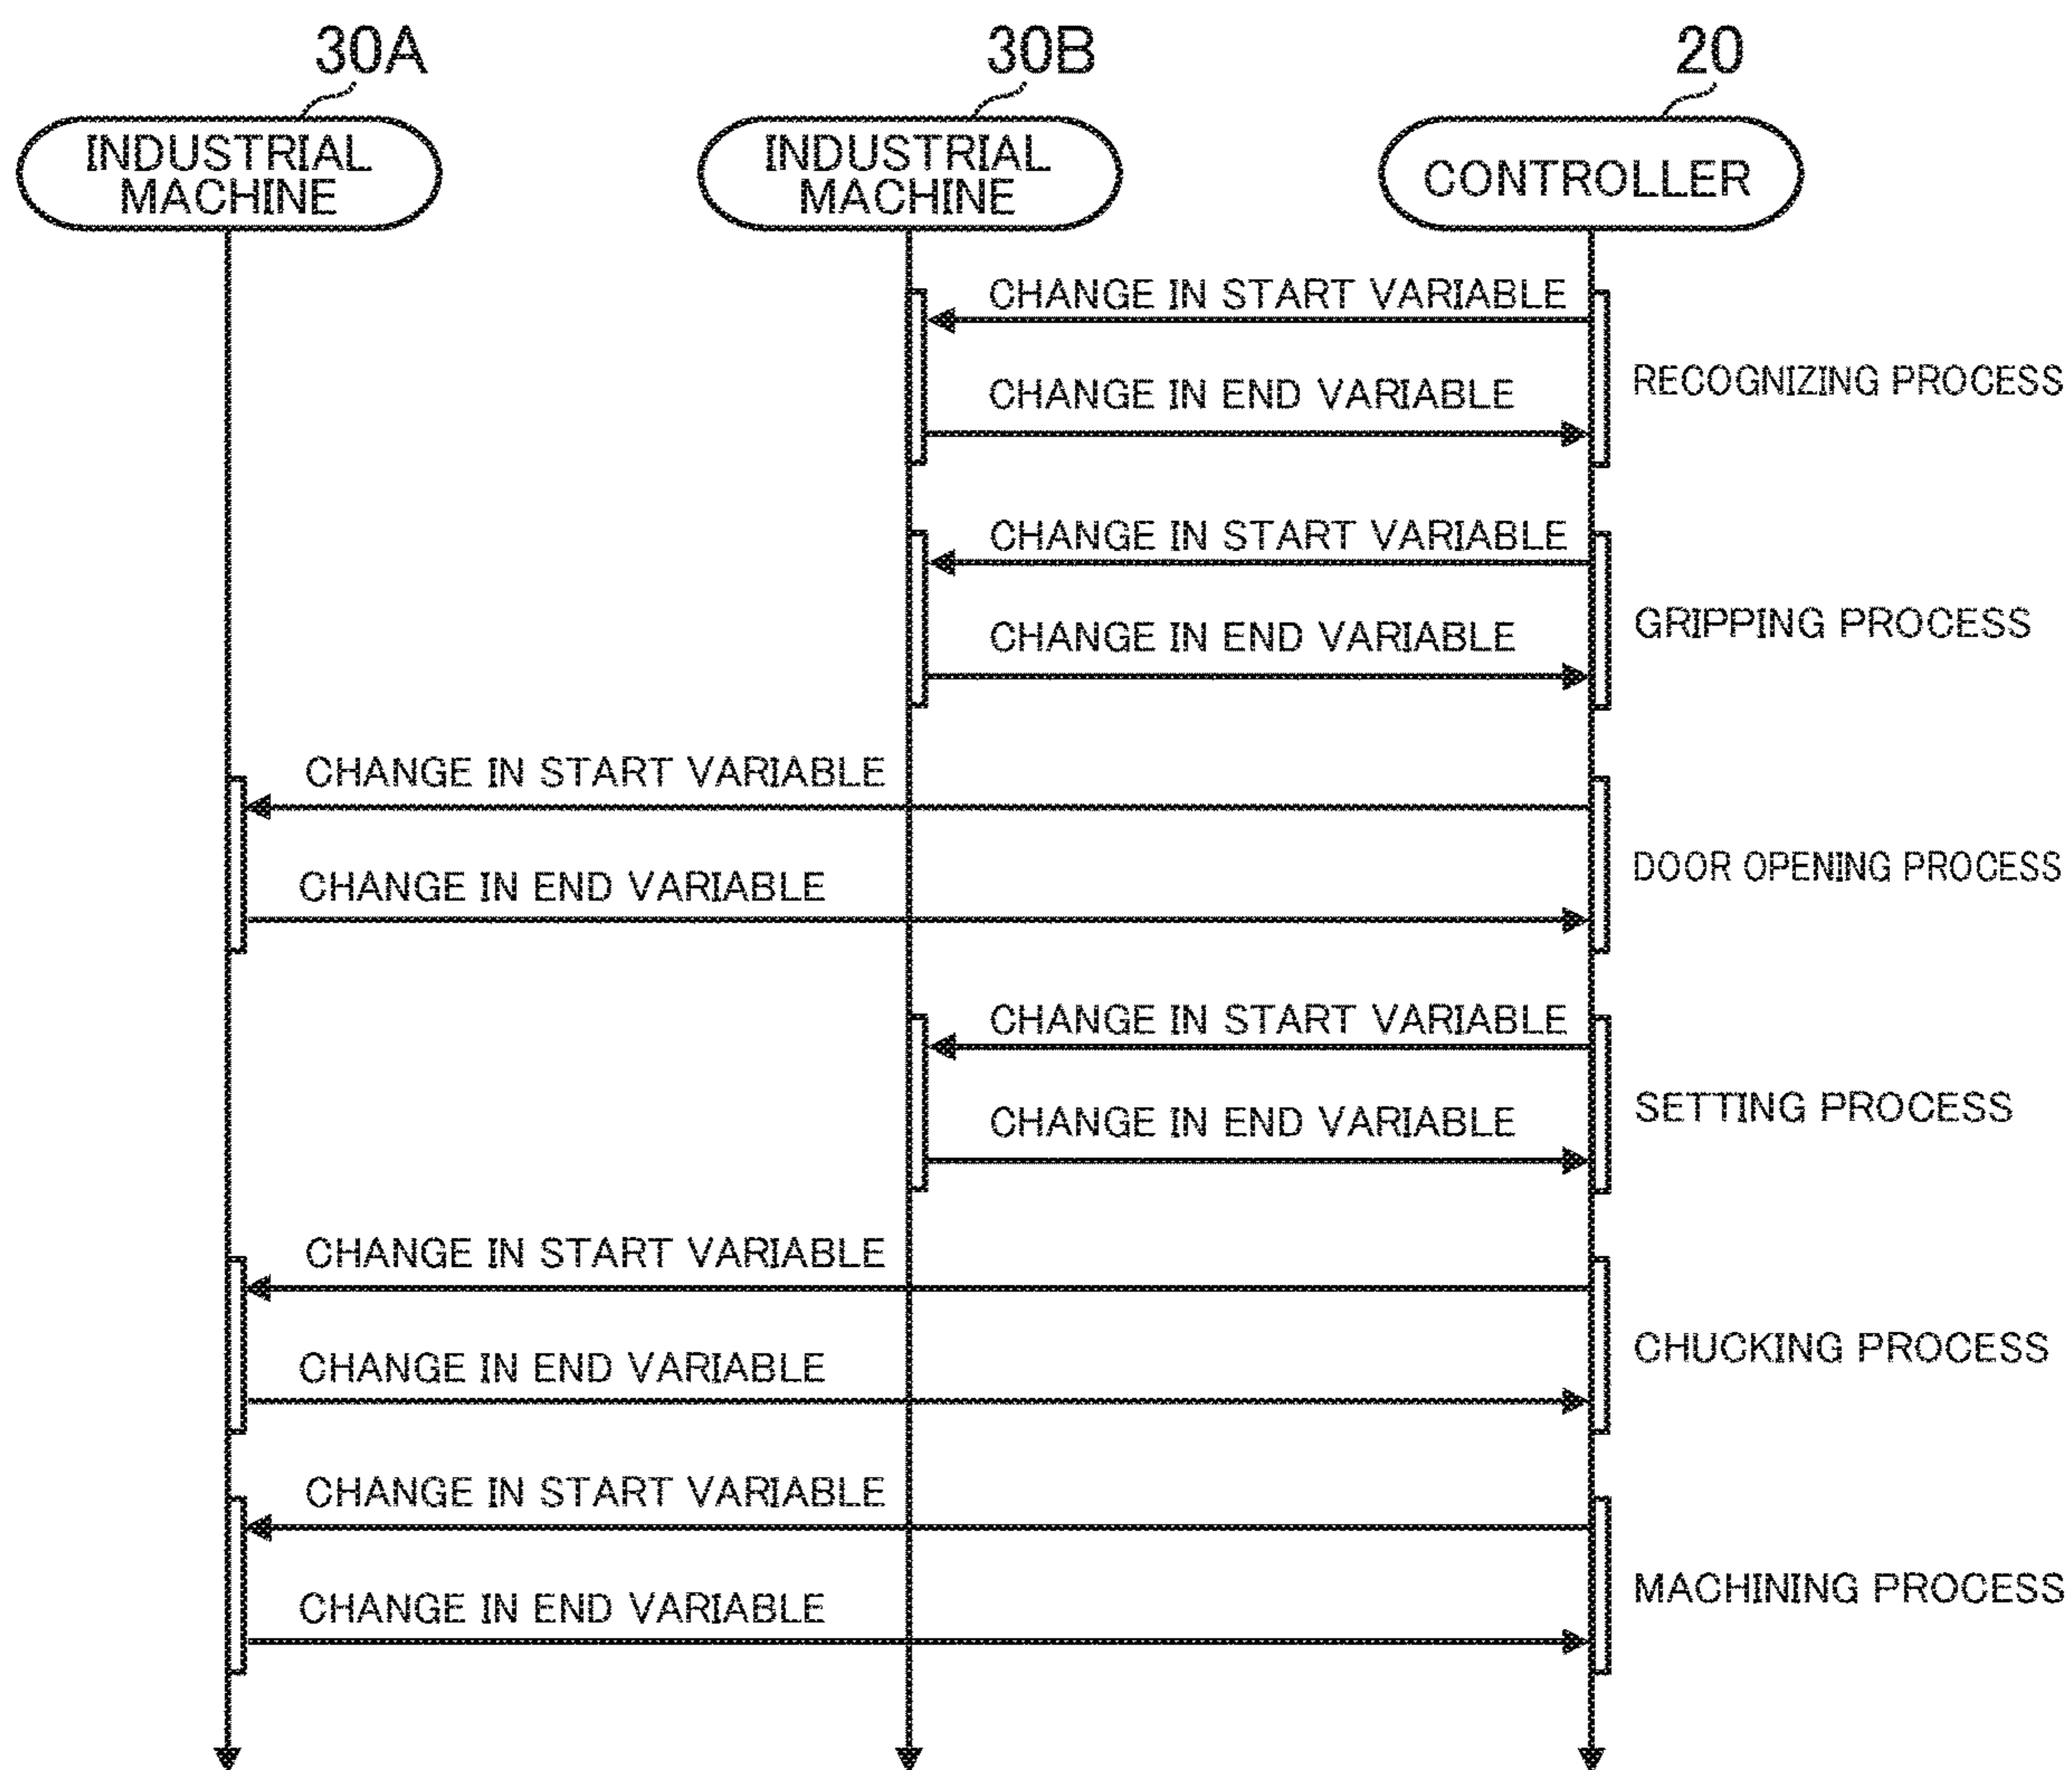 30A
30B
20
INDUSTRIAL
MACHINE
INDUSTRIAL
MACHINE
CONTROLLER
CHANGE IN START VARIABLE
RECOGNIZING PROCESS
CHANGE IN END VARIABLE
CHANGE IN START VARIABLE
GRIPPING PROCESS
CHANGE IN END VARIABLE
CHANGE IN START VARIABLE
DOOR OPENING PROCESS
CHANGE IN END VARIABLE
CHANGE IN START VARIABLE
SETTING PROCESS
CHANGE IN END VARIABLE
CHANGE IN START VARIABLE
CHUCKING PROCESS
CHANGE IN END VARIABLE
CHANGE IN START VARIABLE
MACHINING PROCESS
CHANGE IN END VARIABLE